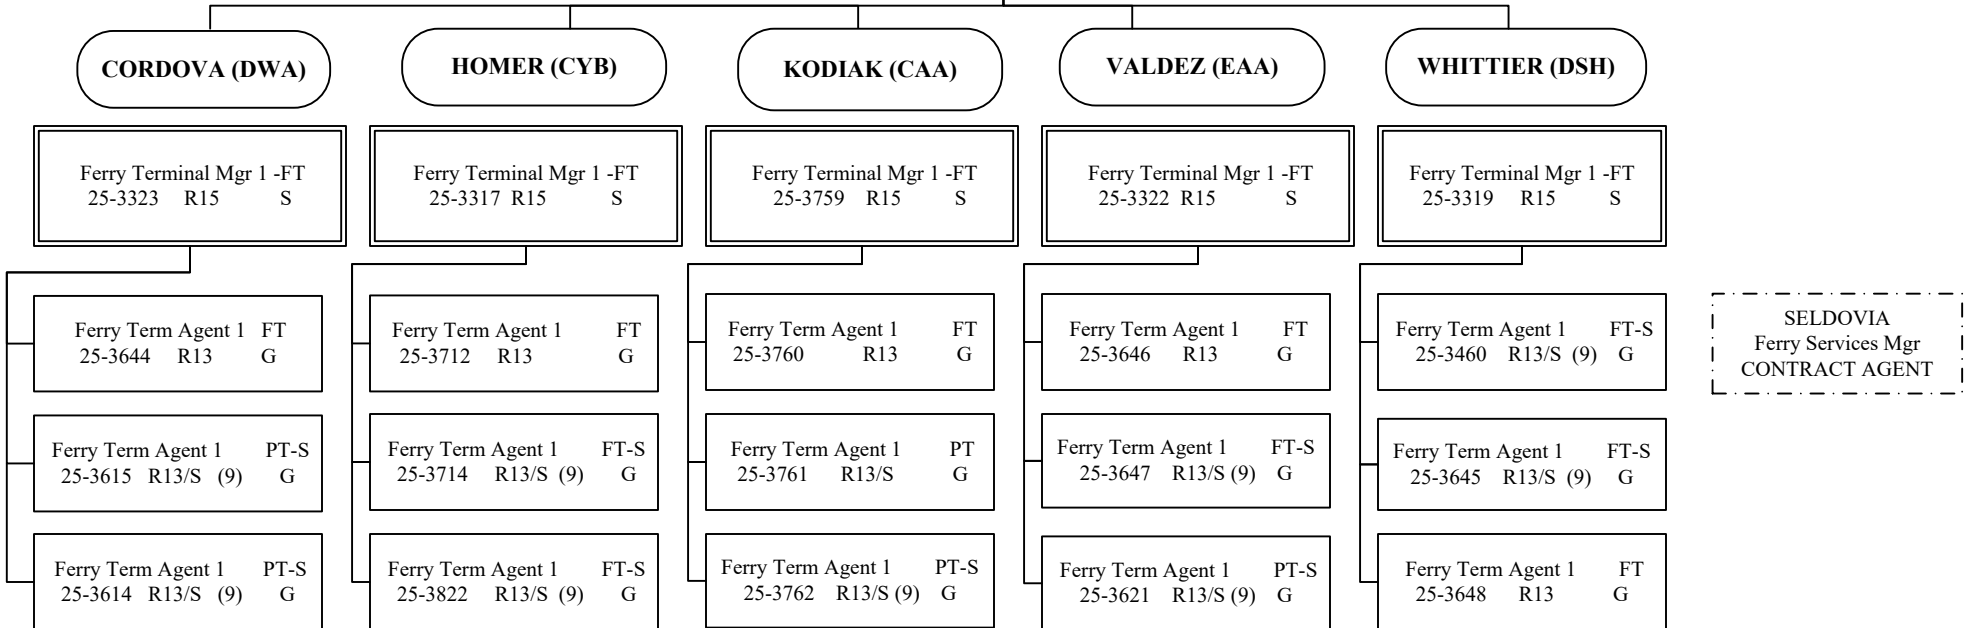 CORDOVA (DWA)
HOMER (CYB)
KODIAK (CAA)
VALDEZ (EAA)
WHITTIER (DSH)
Ferry Terminal Mgr 1 -FT
25-3323 R15 S
Ferry Terminal Mgr 1 -FT
25-3317 R15 S
Ferry Terminal Mgr 1 -FT
25-3759 R15 S
Ferry Terminal Mgr 1 -FT
25-3322 R15 S
Ferry Terminal Mgr 1 -FT
25-3319 R15 S
Ferry Term Agent 1 FT
25-3644 R13 G
Ferry Term Agent 1 FT
25-3712 R13 G
Ferry Term Agent 1 FT
25-3760 R13 G
Ferry Term Agent 1 FT
25-3646 R13 G
Ferry Term Agent 1 FT-S
25-3460 R13/S (9) G
SELDOVIA
Ferry Services Mgr
CONTRACT AGENT
Ferry Term Agent 1 PT-S
25-3615 R13/S (9) G
Ferry Term Agent 1 FT-S
25-3714 R13/S (9) G
Ferry Term Agent 1 PT
25-3761 R13/S G
Ferry Term Agent 1 FT-S
25-3647 R13/S (9) G
Ferry Term Agent 1 FT-S
25-3645 R13/S (9) G
Ferry Term Agent 1 PT-S
25-3614 R13/S (9) G
Ferry Term Agent 1 FT-S
25-3822 R13/S (9) G
Ferry Term Agent 1 PT-S
25-3762 R13/S (9) G
Ferry Term Agent 1 PT-S
25-3621 R13/S (9) G
Ferry Term Agent 1 FT
25-3648 R13 G